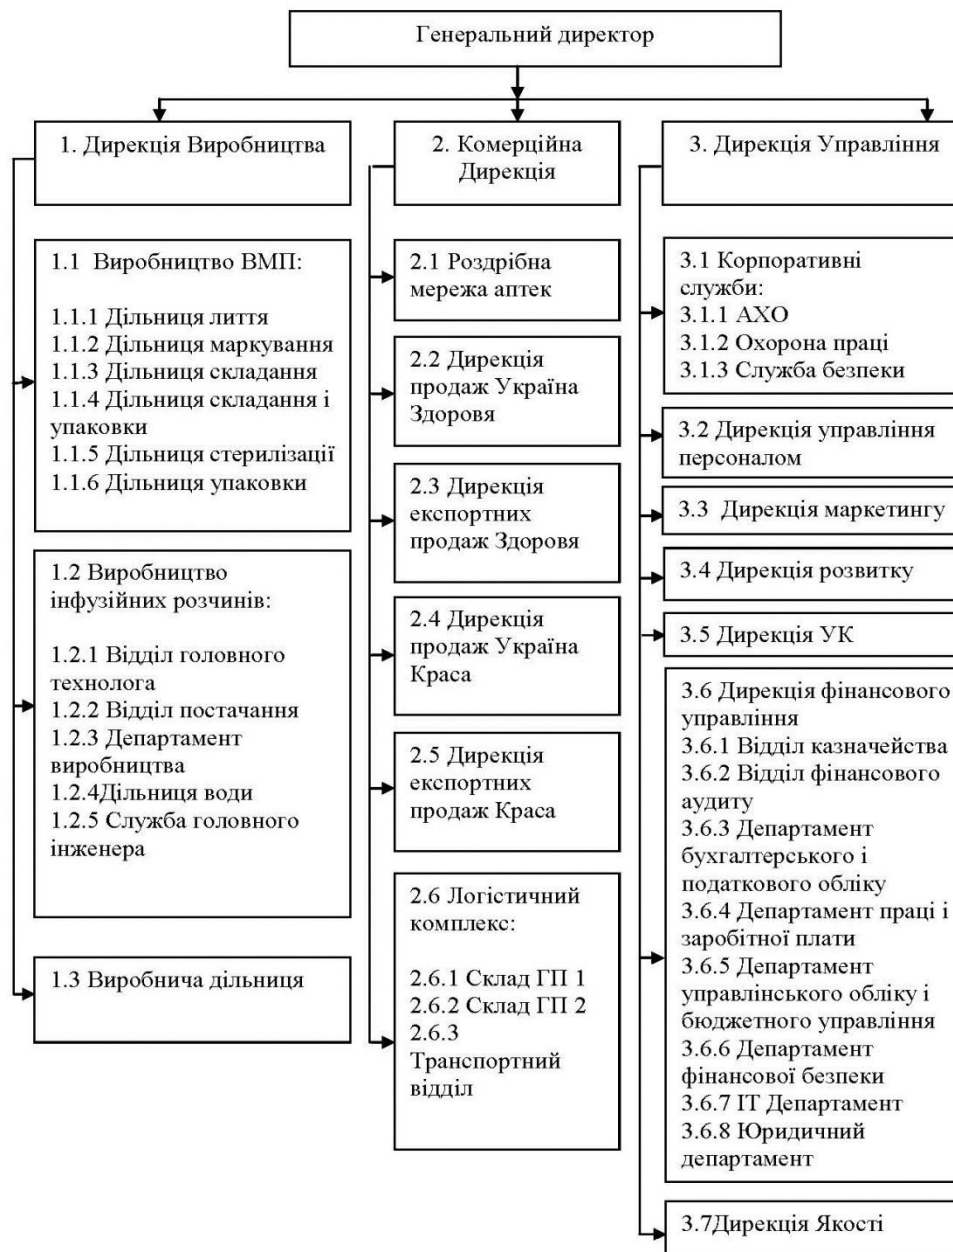 Генеральний директор
1. Дирекція Виробництва
1.1 Виробництво ВМП:
1.1.1 Дільниця лиття
1.1.2 Дільниця маркування
1.1.3 Дільниця складання
1.1.4 Дільниця складання і
упаковки
1.1.5 Дільниця стерилізації
1.1.6 Дільниця упаковки
1.2 Виробництво
інфузійних розчинів:
1.2.1 Відділ головного
технолога
1.2.2 Відділ постачання
1.2.3 Департамент
виробництва
1.2.4Дільниця води
1.2.5 Служба головного
інженера
1.3 Виробнича дільниця
2. Комерційна
Дирекція
2.1 Роздрібна
мережа аптек
2.2 Дирекція
продаж Україна
Здоровя
2.3 Дирекція
експортних
продаж Здоровя
2.4 Дирекція
продаж Україна
Краса
2.5 Дирекція
експортних
продаж Краса
2.6 Логістичний
комплекс:
2.6.1 Склад ГП 1
2.6.2 Склад ГП 2
2.6.3
Транспортний
відділ
3. Дирекція Управління
3.1 Корпоративні
служби:
3.1.1 АХО
3.1.2 Охорона праці
3.1.3 Служба безпеки
3.2 Дирекція управління
персоналом
3.3 Дирекція маркетингу
3.4 Дирекція розвитку
3.5 Дирекція УК
3.6 Дирекція фінансового
управління
3.6.1 Відділ казначейства
3.6.2 Відділ фінансового
аудиту
3.6.3 Департамент
бухгалтерського і
податкового обліку
3.6.4 Департамент праці і
заробітної плати
3.6.5 Департамент
управлінського обліку і
бюджетного управління
3.6.6 Департамент
фінансової безпеки
3.6.7 ІТ Департамент
3.6.8 Юридичний
департамент
3.7Дирекція Якості